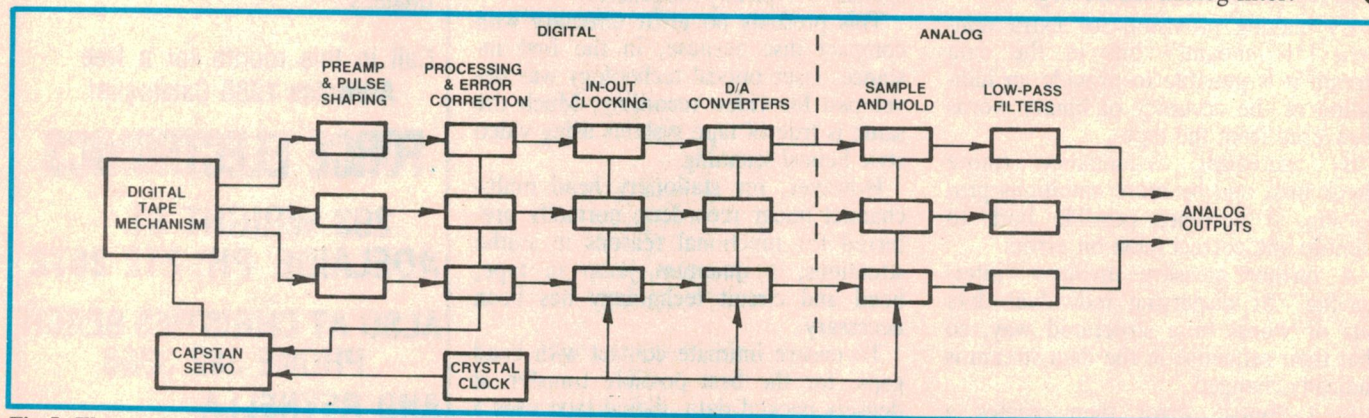 DIGITAL
ANALOG
PREAMP
& PULSE
SHAPING
PROCESSING
& ERROR
CORRECTION
IN-OUT
CLOCKING
D/A
CONVERTERS
SAMPLE
AND HOLD
LOW-PASS
FILTERS
DIGITAL
TAPE
MECHANISM
ANALOG
OUTPUTS
CAPSTAN
SERVO
CRYSTAL
CLOCK